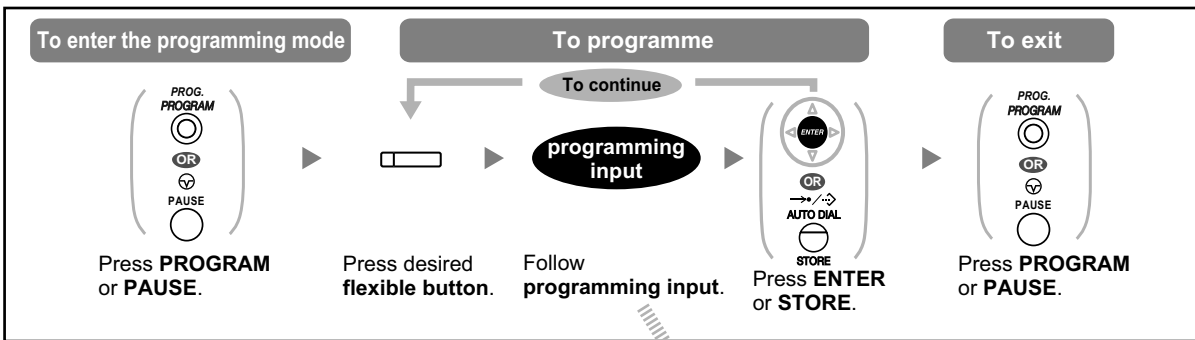 To enter the programming mode
To programme
To exit
To continue
PROG.
PROGRAM
OR
PAUSE
Press PROGRAM
or PAUSE.
Press desired
flexible button.
programming
input
Follow
programming input.
ENTER
OR
AUTO DIAL
STORE
Press ENTER
or STORE.
PROG.
PROGRAM
OR
PAUSE
Press PROGRAM
or PAUSE.